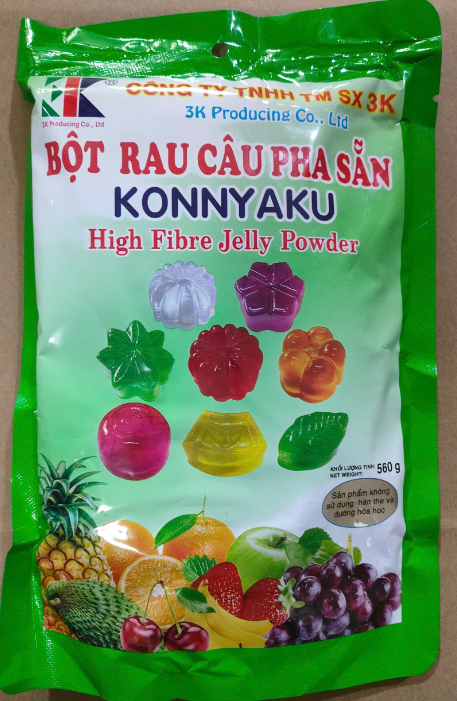 CÔNG TY TNHH TM SX 3K
3K Producing Co., Ltd
3K Producing Co.. Ltd
BỘT RAU CÂU PHA SẴN
KONNYAKU
High Fibre Jelly Powder
KHỐI LƯỢNG TỊNH:
NET WEIGHT: 560 g
Sản phẩm không
sử dụng hàn the và
đường hóa học